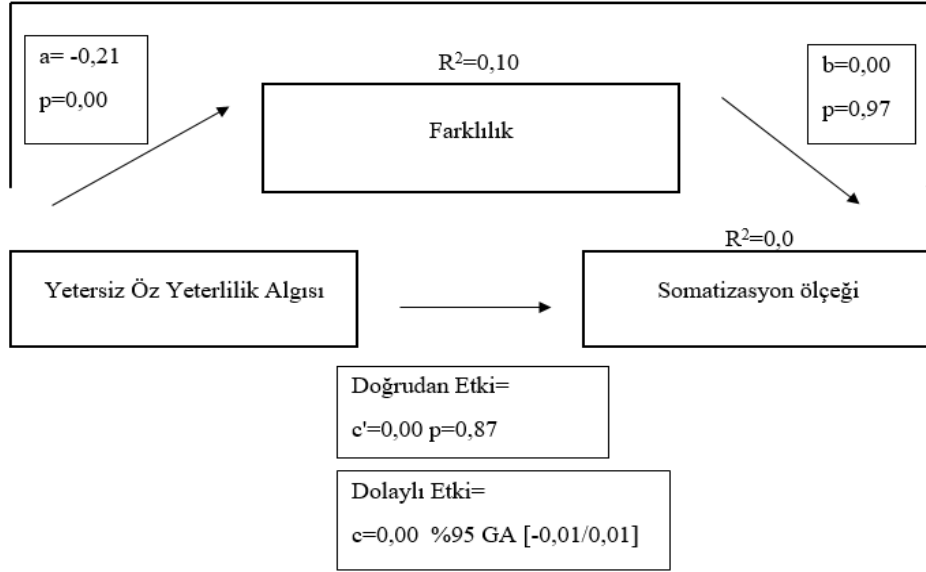 a= -0,21
p=0,00
R²=0,10
Farklılık
b=0,00
p=0,97
Yetersiz Öz Yeterlilik Algısı
R²=0,0
Somatizasyon ölçeği
Doğrudan Etki=
c'=0,00 p=0,87
Dolaylı Etki=
c=0,00 %95 GA [-0,01/0,01]